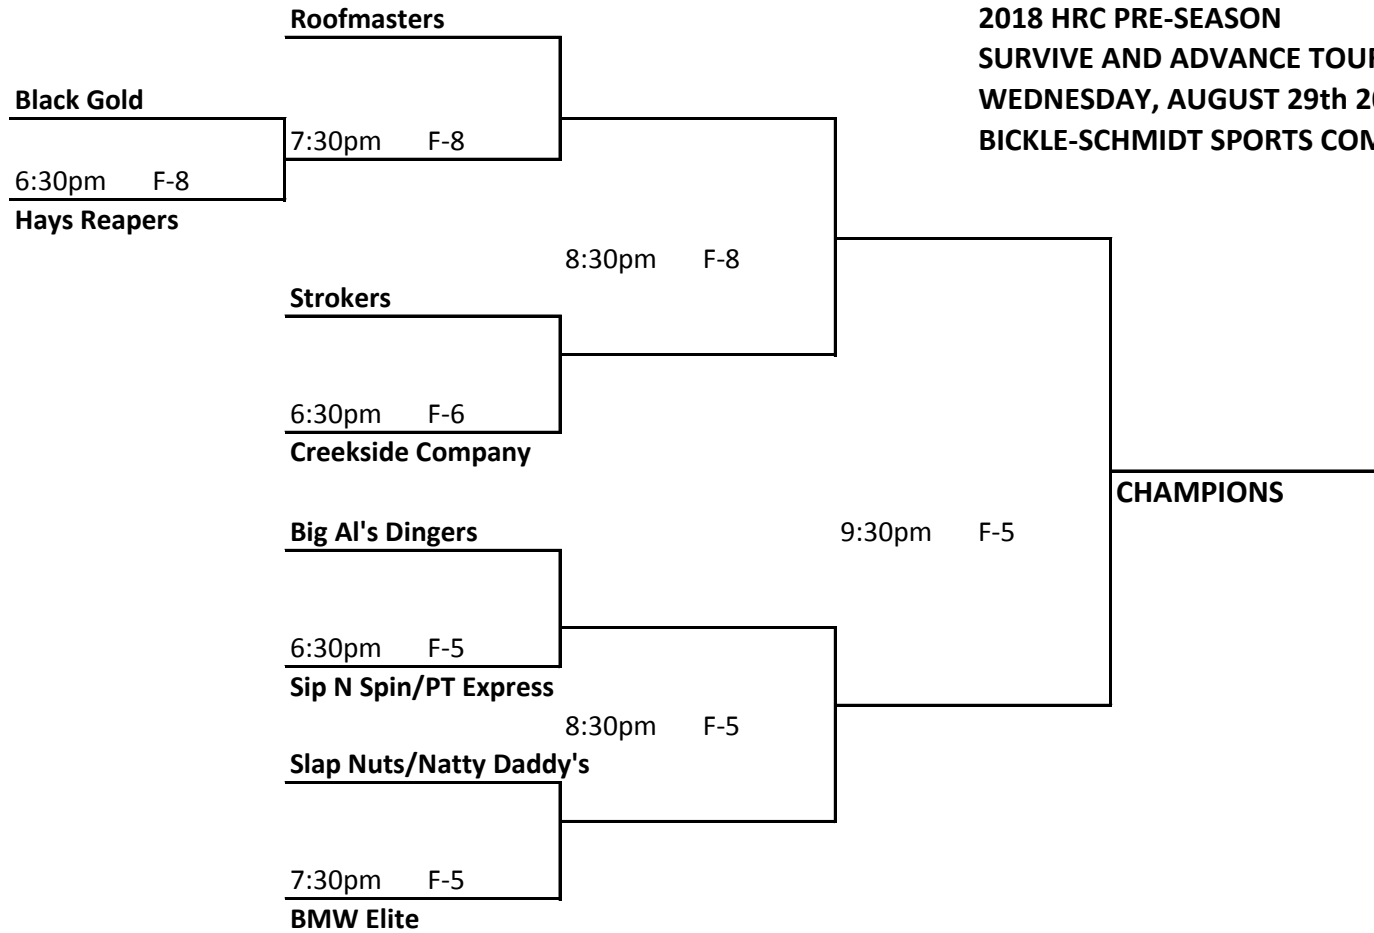 Roofmasters
2018 HRC PRE-SEASON
SURVIVE AND ADVANCE
Black Gold
WEDNESDAY, AUGUST 29th
7:30pm F-8
BICKLE-SCHMIDT SPORTS
6:30pm F-8
Hays Reapers
8:30pm F-8
Strokers
6:30pm F-6
Creekside Company
CHAMPIONS
Big Al's Dingers
9:30pm F-5
6:30pm F-5
Sip N Spin/PT Express
8:30pm F-5
Slap Nuts/Natty Daddy's
7:30pm F-5
BMW Elite